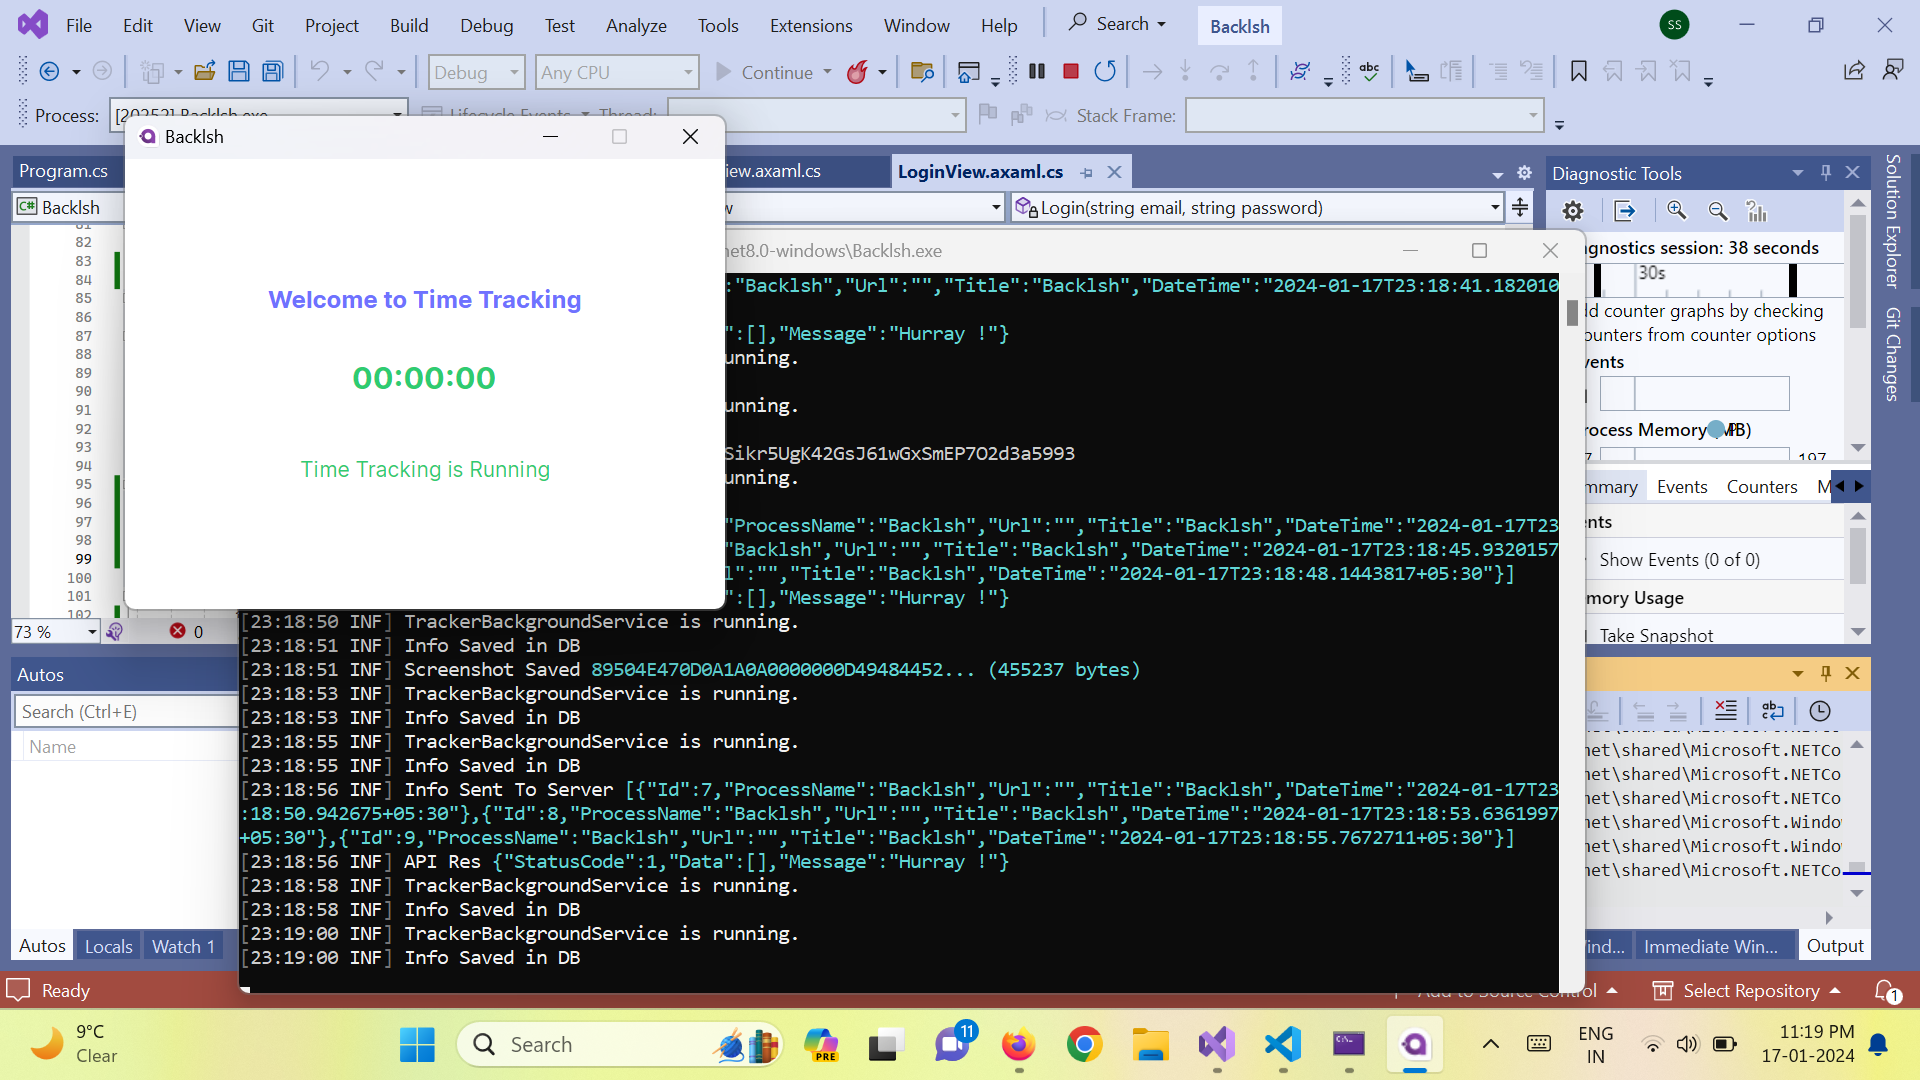 File Edit View Git Project Build Debug Test Analyze Tools Extensions Window Help Search Backlsh SS
Debug Any CPU Continue
Process: [20252] Backlsh.exe Lifecycle Events Thread: Stack Frame:
Backlsh
Program.cs iew.axaml.cs LoginView.axaml.cs
Backlsh Login(string email, string password)
Welcome to Time Tracking
00:00:00
Time Tracking is Running
81
82
83
84
85
86
87
88
89
90
91
92
93
94
95
96
97
98
99
100
101
102
73 % 0
net8.0-windows\Backlsh.exe
:"Backlsh","Url":"","Title":"Backlsh","DateTime":"2024-01-17T23:18:41.182010
":[],"Message":"Hurray !"}
unning.
unning.
Sikr5UgK42GsJ61wGxSmEP7O2d3a5993
unning.
"ProcessName":"Backlsh","Url":"","Title":"Backlsh","DateTime":"2024-01-17T23
"Backlsh","Url":"","Title":"Backlsh","DateTime":"2024-01-17T23:18:45.9320157
l":"","Title":"Backlsh","DateTime":"2024-01-17T23:18:48.1443817+05:30"}]
":[],"Message":"Hurray !"}
[23:18:50 INF] TrackerBackgroundService is running.
[23:18:51 INF] Info Saved in DB
[23:18:51 INF] Screenshot Saved 89504E470D0A1A0A0000000D49484452... (455237 bytes)
[23:18:53 INF] TrackerBackgroundService is running.
[23:18:53 INF] Info Saved in DB
[23:18:55 INF] TrackerBackgroundService is running.
[23:18:55 INF] Info Saved in DB
[23:18:56 INF] Info Sent To Server [{"Id":7,"ProcessName":"Backlsh","Url":"","Title":"Backlsh","DateTime":"2024-01-17T23
:18:50.942675+05:30"},{"Id":8,"ProcessName":"Backlsh","Url":"","Title":"Backlsh","DateTime":"2024-01-17T23:18:53.6361997
+05:30"},{"Id":9,"ProcessName":"Backlsh","Url":"","Title":"Backlsh","DateTime":"2024-01-17T23:18:55.7672711+05:30"}]
[23:18:56 INF] API Res {"StatusCode":1,"Data":[],"Message":"Hurray !"}
[23:18:58 INF] TrackerBackgroundService is running.
[23:18:58 INF] Info Saved in DB
[23:19:00 INF] TrackerBackgroundService is running.
[23:19:00 INF] Info Saved in DB
Diagnostic Tools
agnostics session: 38 seconds
30s
dd counter graphs by checking
ounters from counter options
vents
rocess Memory (MB)
197
mmary Events Counters M
ents
Show Events (0 of 0)
mory Usage
Take Snapshot
Solution Explorer
Git Changes
Autos
Search (Ctrl+E)
Name
Autos Locals Watch 1
net\shared\Microsoft.NETCo
net\shared\Microsoft.NETCo
net\shared\Microsoft.NETCo
net\shared\Microsoft.Windo
net\shared\Microsoft.Windo
net\shared\Microsoft.NETCo
ind... Immediate Win... Output
Ready Add to Source Control Select Repository 1
9°C
Clear
Search
PRE
11
ENG
IN
11:19 PM
17-01-2024